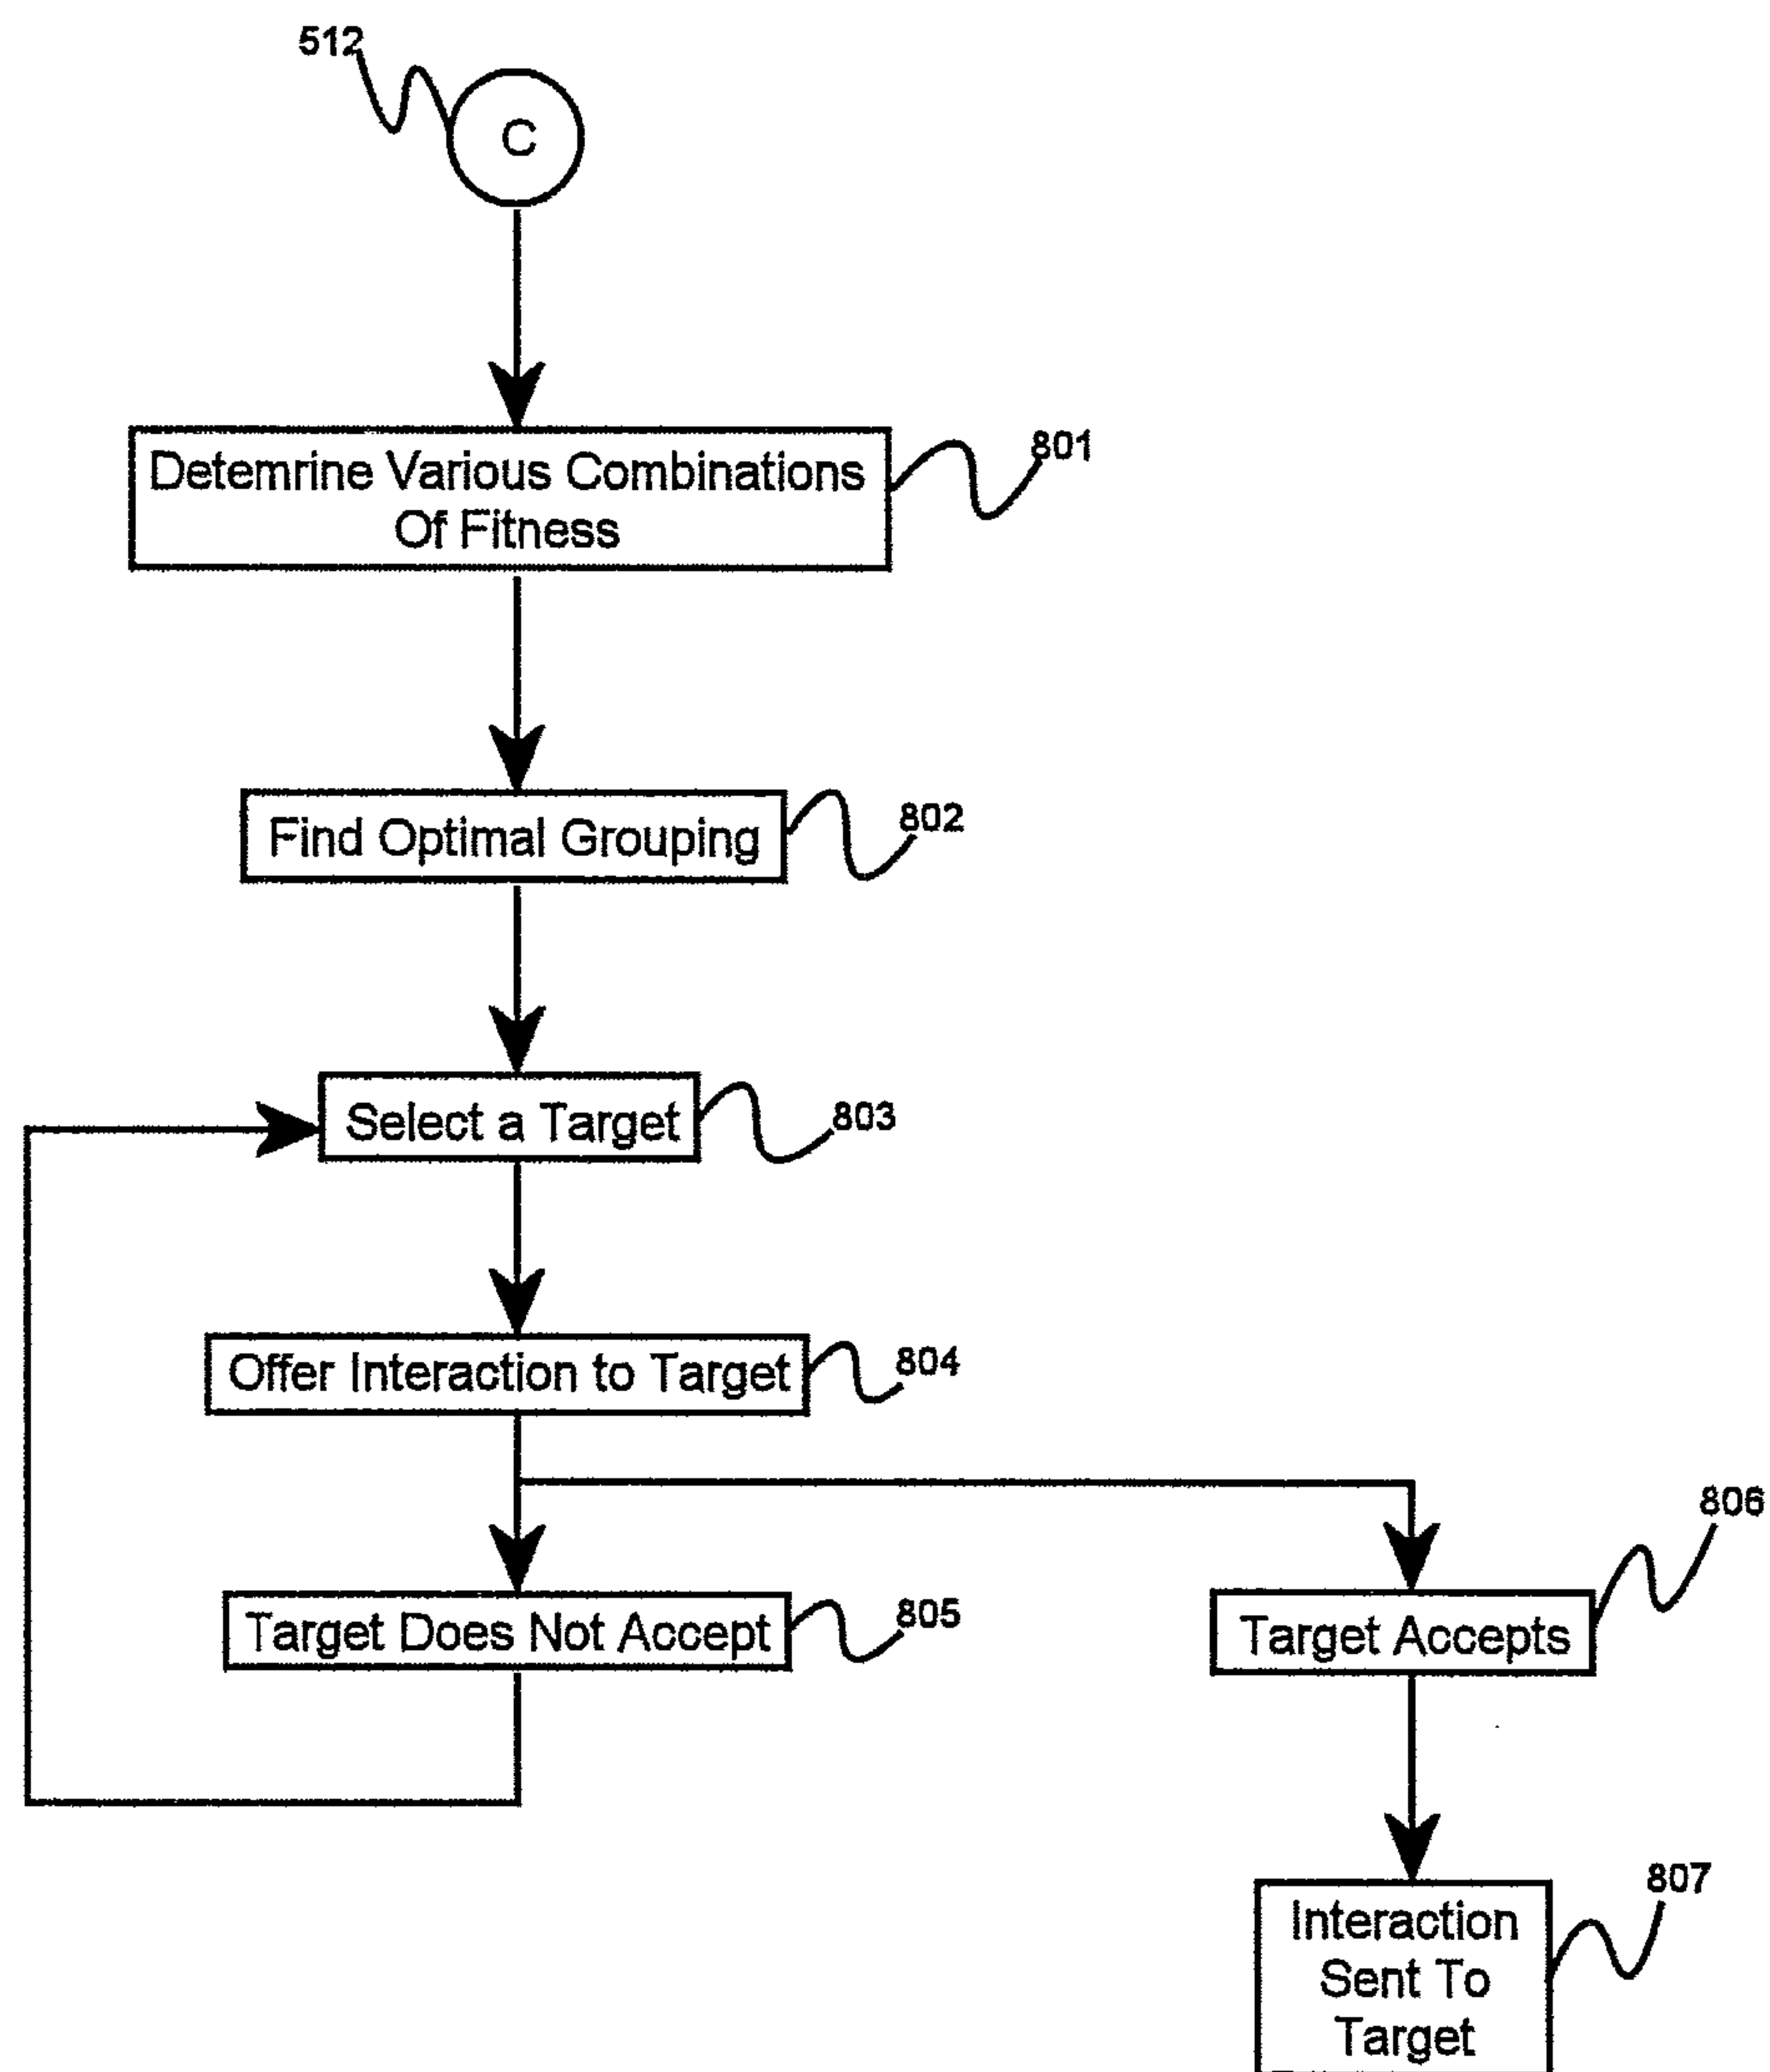 512
C
Detemrine Various Combinations
Of Fitness
801
Find Optimal Grouping
802
Select a Target
803
Offer Interaction to Target
804
Target Does Not Accept
805
Target Accepts
806
Interaction
Sent To
Target
807